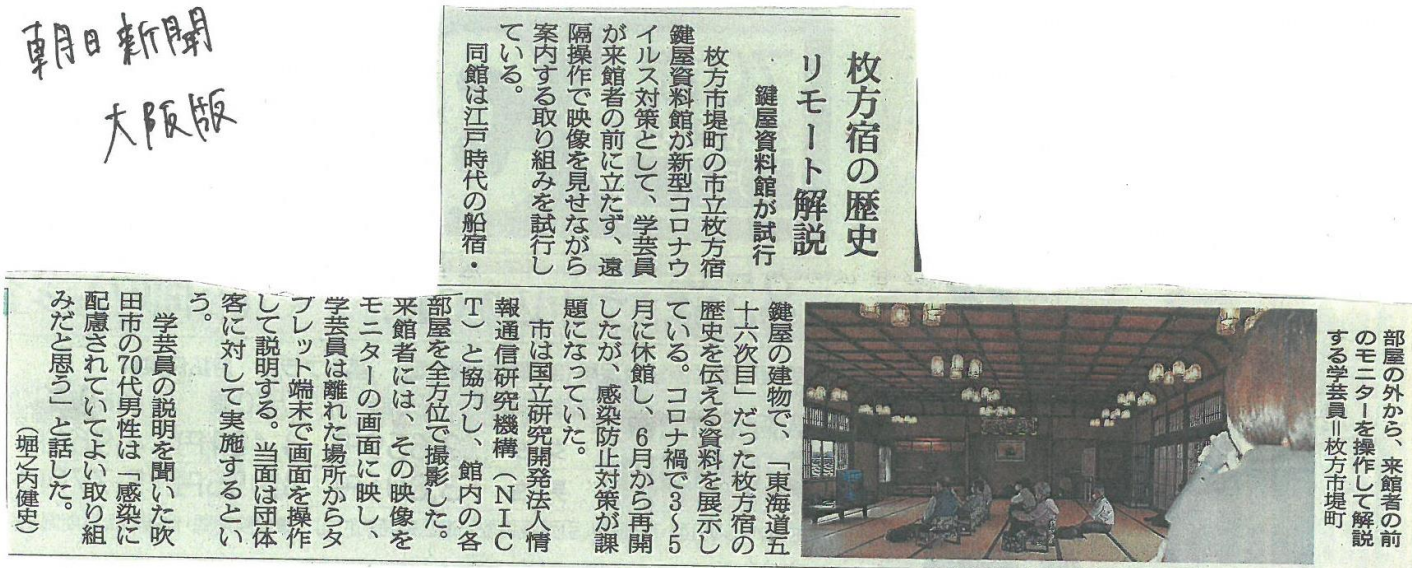 朝日新聞
大阪版
枚方宿の歴史
リモート解説
鍵屋資料館が試行
枚方市堤町の市立枚方宿
鍵屋資料館が新型コロナウ
イルス対策として、学芸員
が来館者の前に立たず、遠
隔操作で映像を見せながら
案内する取り組みを試行し
ている。
同館は江戸時代の船宿・
鍵屋の建物で、「東海道五
十六次目」だった枚方宿の
歴史を伝える資料を展示し
ている。コロナ禍で3~5
月に休館し、6月から再開
したが、感染防止対策が課
題になっていた。
市は国立研究開発法人情
報通信研究機構(NIC
T)と協力し、館内の各
部屋を全方位で撮影した。
来館者には、その映像を
モニターの画面に映し、
学芸員は離れた場所からタ
ブレット端末で画面を操作
して説明する。当面は団体
客に対して実施するとい
う。
学芸員の説明を聞いた吹
田市の70代男性は「感染に
配慮されていてよい取り組
みだと思う」と話した。
(堀之内健史)
部屋の外から、来館者の前
のモニターを操作して解説
する学芸員=枚方市堤町